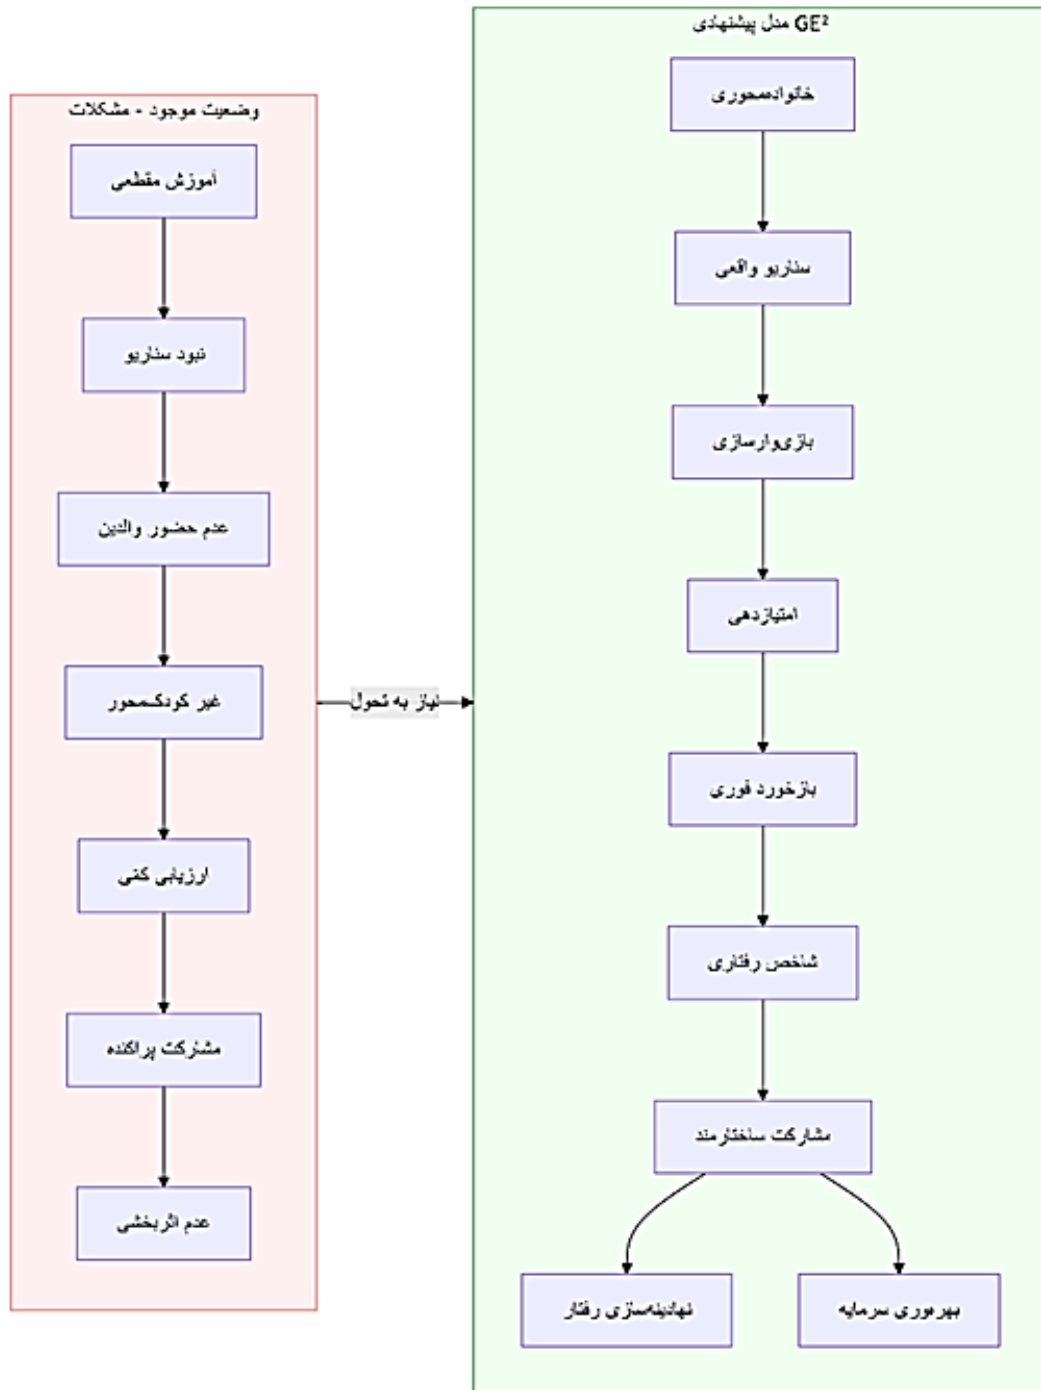 وضعیت موجود - مشکلات
آموزش مقطعی
نبود سناریو
عدم حضور والدین
غیر کودک‌محور
ارزیابی کمی
مشارکت پراکنده
عدم اثربخشی
نیاز به تحول
مدل پیشنهادی GE²
خانواده‌محوری
سناریو واقعی
بازی‌وارسازی
امتیازدهی
بازخورد فوری
شاخص رفتاری
مشارکت ساختارمند
نهادینه‌سازی رفتار
بهره‌وری سرمایه